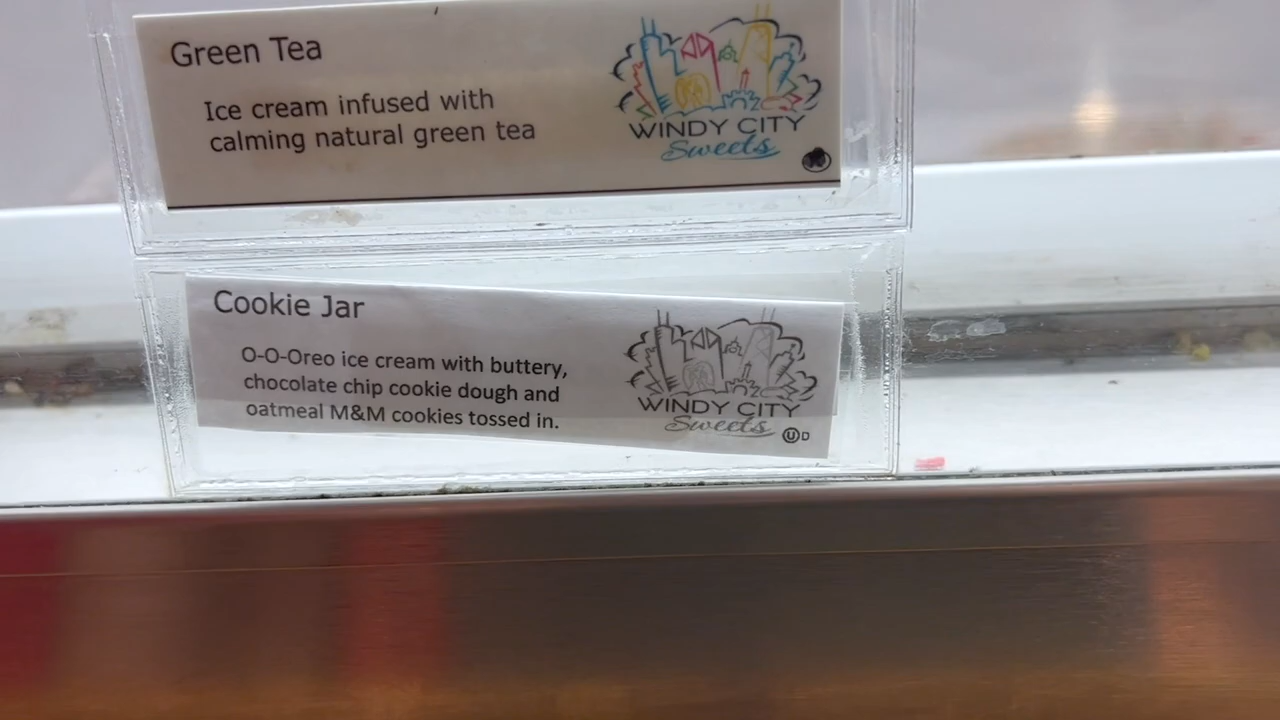 Green Tea
Ice cream infused with
calming natural green tea
WINDY CITY
Sweets
Cookie Jar
O-O-Oreo ice cream with buttery,
chocolate chip cookie dough and
oatmeal M&M cookies tossed in.
WINDY CITY
Sweets
U D